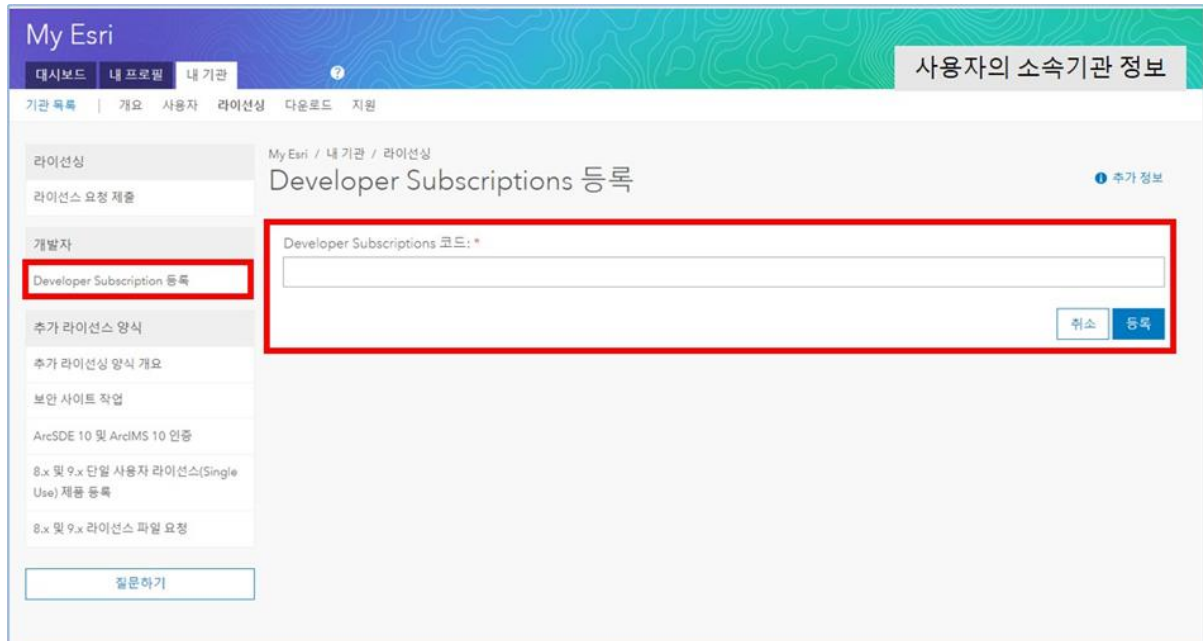 My Esri
대시보드 내 프로필 내 기관 ?
사용자의 소속기관 정보
기관 목록 | 개요 사용자 라이선싱 다운로드 지원
라이선싱
라이선스 요청 제출
개발자
Developer Subscription 등록
추가 라이선스 양식
추가 라이선싱 양식 개요
보안 사이트 작업
ArcSDE 10 및 ArcIMS 10 인증
8.x 및 9.x 단일 사용자 라이선스(Single
Use) 제품 등록
8.x 및 9.x 라이선스 파일 요청
질문하기
My Esri / 내 기관 / 라이선싱
Developer Subscriptions 등록
추가 정보
Developer Subscriptions 코드: *
취소 등록